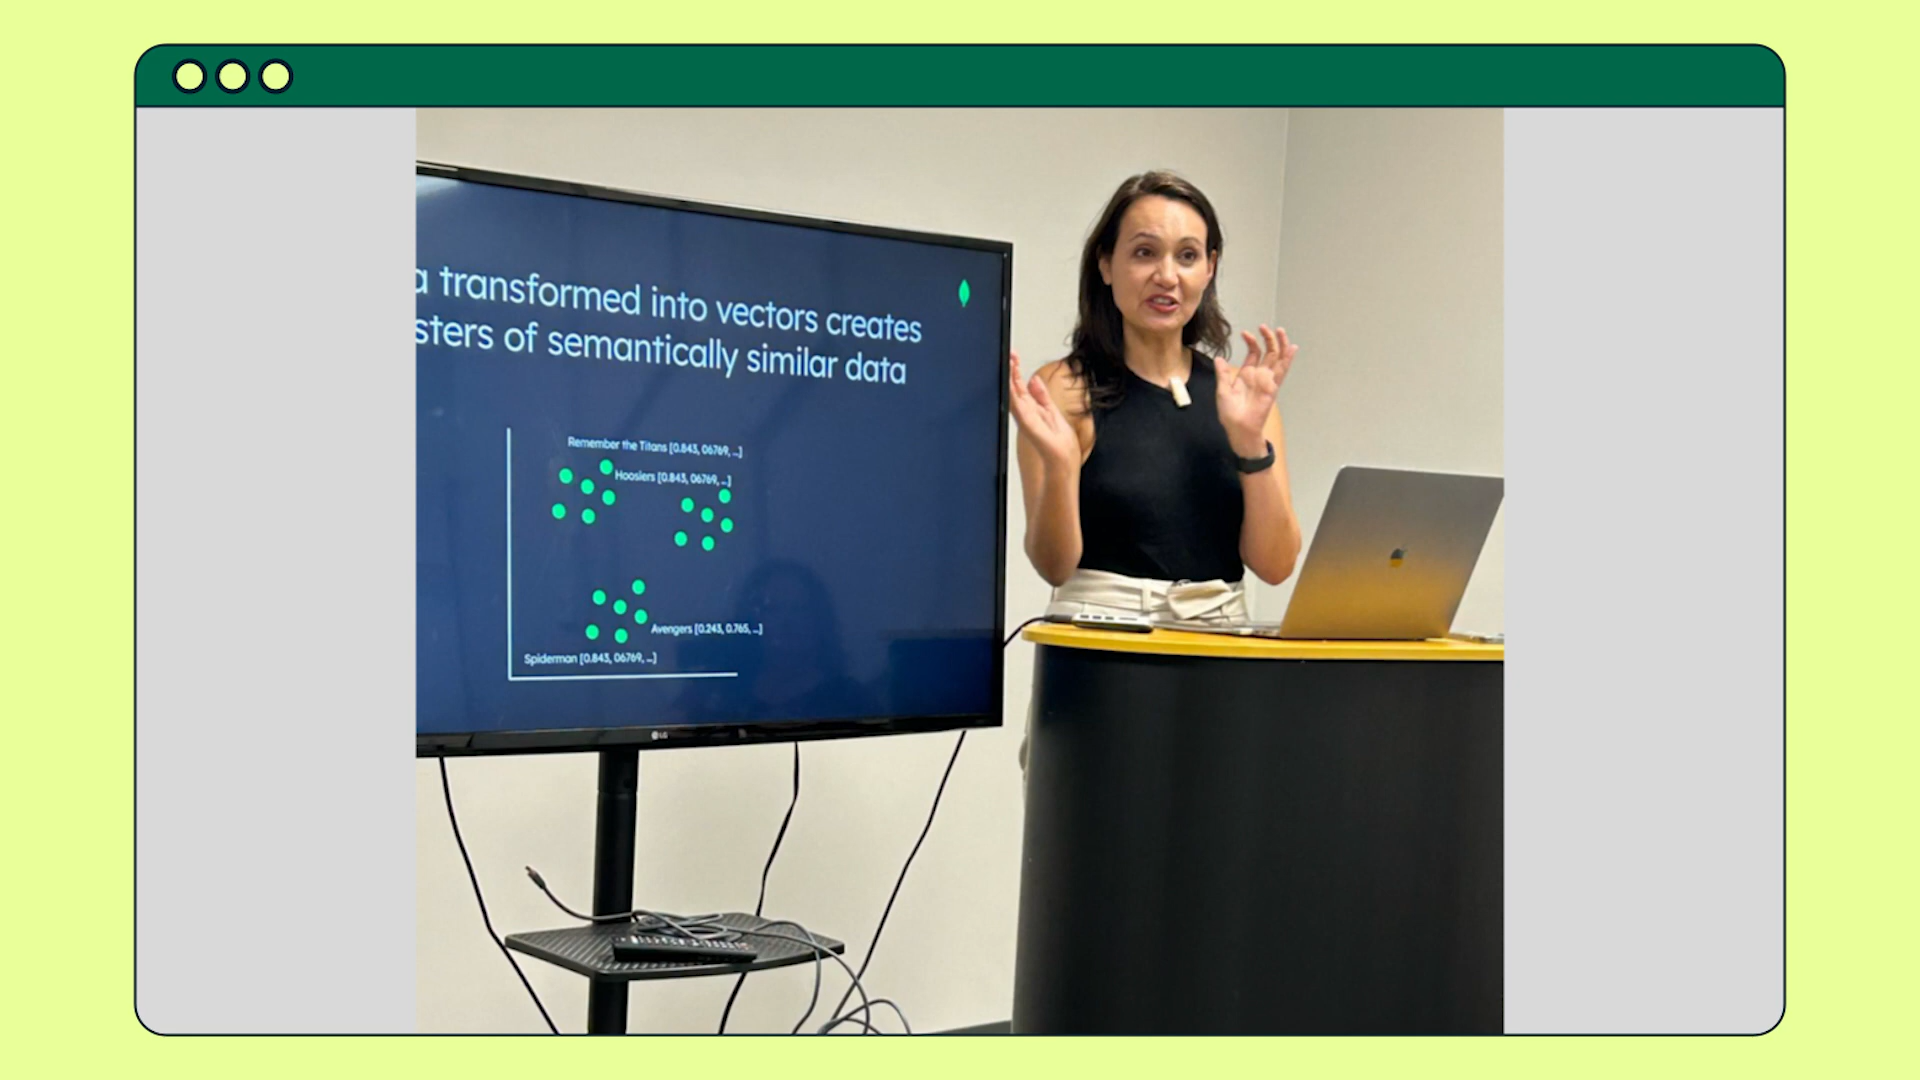 a transformed into vectors creates
sters of semantically similar data
Remember the Titans [0.843, 06769, ...]
Hoosiers [0.843, 06769, ...]
Avengers [0.243, 0.765, ...]
Spiderman [0.843, 06769, ...]
LG